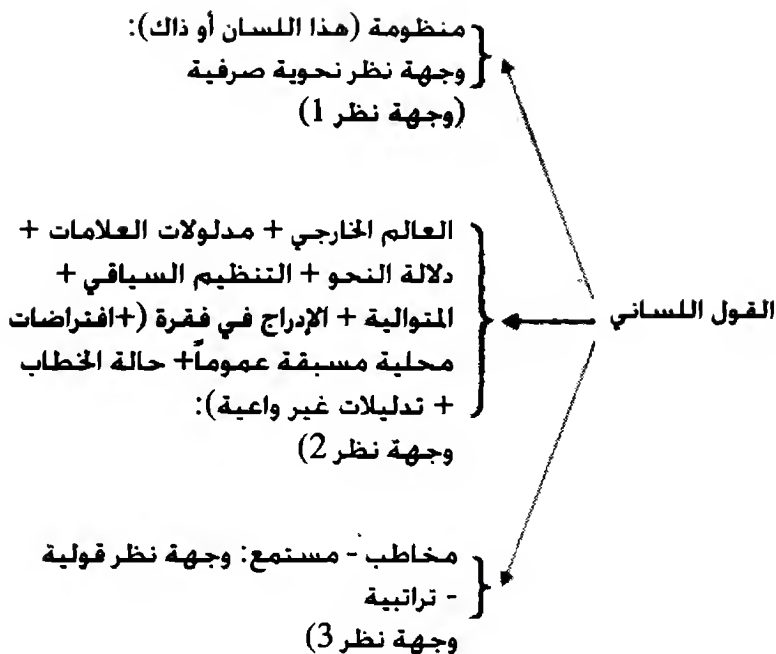 منظومة (هذا اللسان أو ذاك):
وجهة نظر نحوية صرفية
(وجهة نظر 1)
العالم الخارجي + مدلولات العلامات +
دلالة النحو + التنظيم السياقي +
المتوالية + الإدراج في فقرة (+افتراضات
محلية مسبقة عموماً+ حالة الخطاب
+ تدليلات غير واعية):
وجهة نظر 2)
القول اللساني
مخاطب - مستمع: وجهة نظر قولية
- تراتبية
وجهة نظر 3)